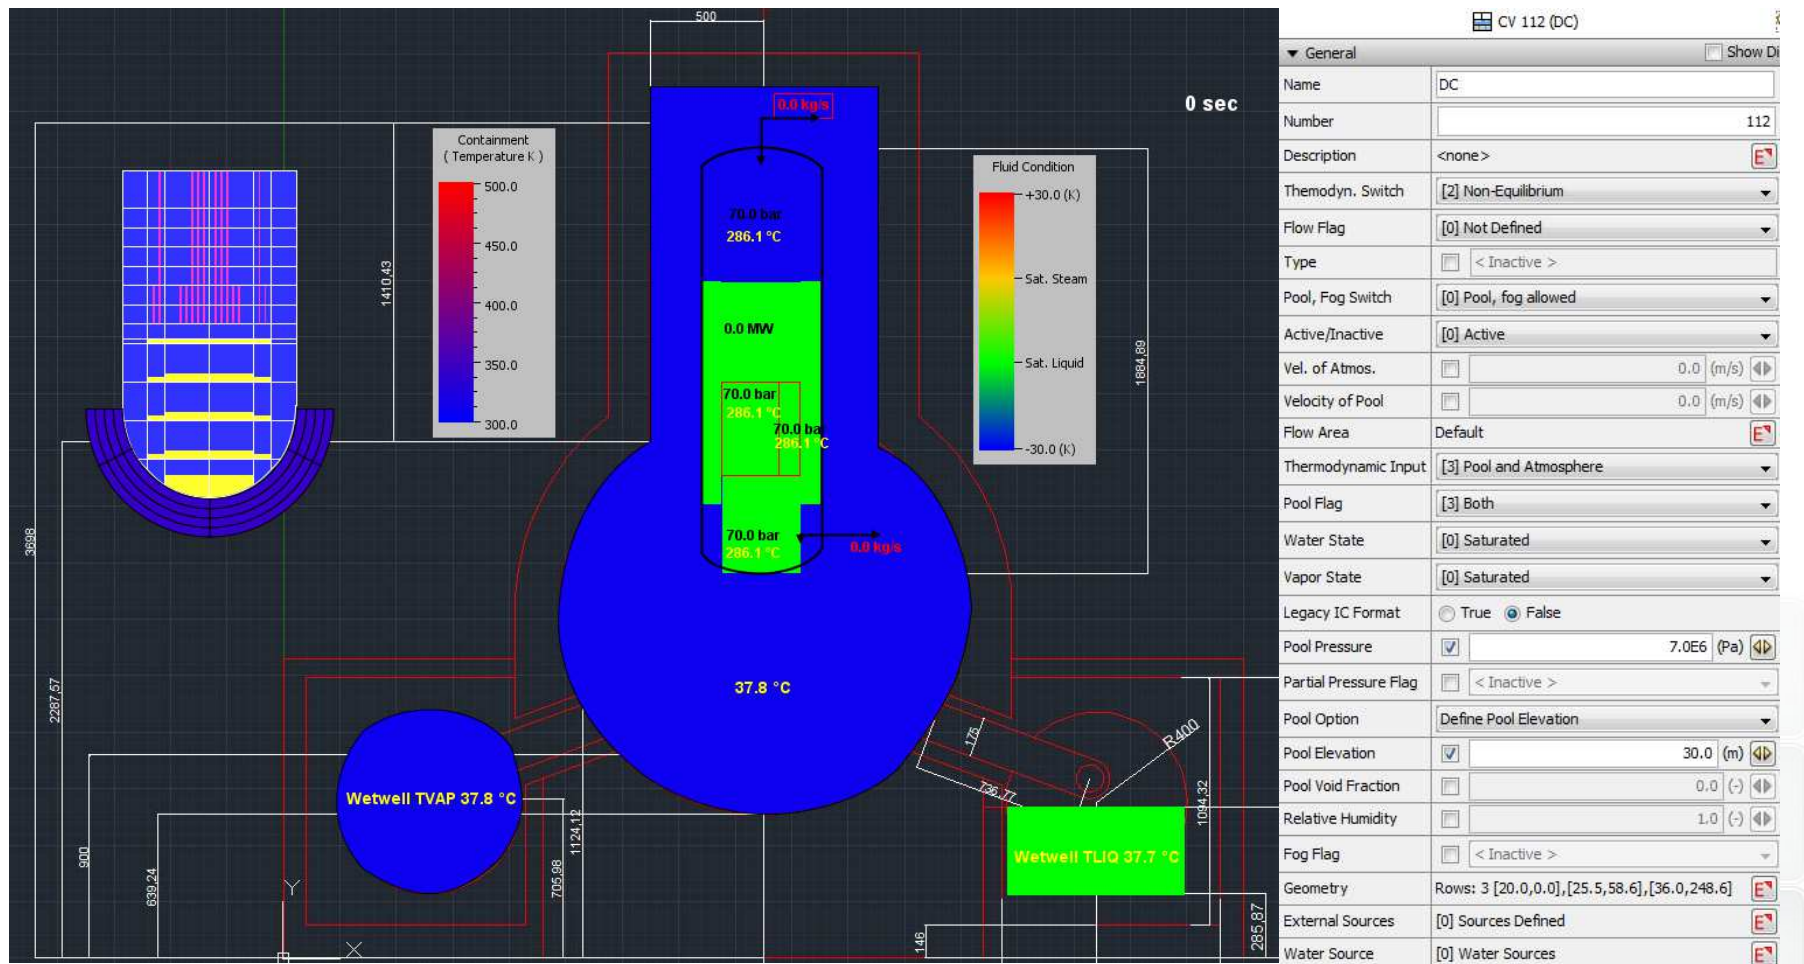 500
0 sec
0.0 kg/s
Containment
( Temperature K )
500.0
450.0
400.0
350.0
300.0
1410,43
3698
2287,57
900
639,24
1124,12
705,98
Fluid Condition
+30.0 (K)
Sat. Steam
Sat. Liquid
-30.0 (K)
1884,89
70.0 bar
286.1 °C
0.0 MW
70.0 bar
286.1 °C
70.0 ba
286.1 °C
70.0 bar
286.1 °C
0.0 kg/s
37.8 °C
Wetwell TVAP 37.8 °C
Wetwell TLIQ 37.7 °C
175
736,77
R400
1094,32
146
285,87
Y
X
CV 112 (DC)
General
Show Di
Name
DC
Number
112
Description
<none>
Themodyn. Switch
[2] Non-Equilibrium
Flow Flag
[0] Not Defined
Type
< Inactive >
Pool, Fog Switch
[0] Pool, fog allowed
Active/Inactive
[0] Active
Vel. of Atmos.
0.0 (m/s)
Velocity of Pool
0.0 (m/s)
Flow Area
Default
Thermodynamic Input
[3] Pool and Atmosphere
Pool Flag
[3] Both
Water State
[0] Saturated
Vapor State
[0] Saturated
Legacy IC Format
True False
Pool Pressure
7.0E6 (Pa)
Partial Pressure Flag
< Inactive >
Pool Option
Define Pool Elevation
Pool Elevation
30.0 (m)
Pool Void Fraction
0.0 (-)
Relative Humidity
1.0 (-)
Fog Flag
< Inactive >
Geometry
Rows: 3 [20.0,0.0],[25.5,58.6],[36.0,248.6]
External Sources
[0] Sources Defined
Water Source
[0] Water Sources